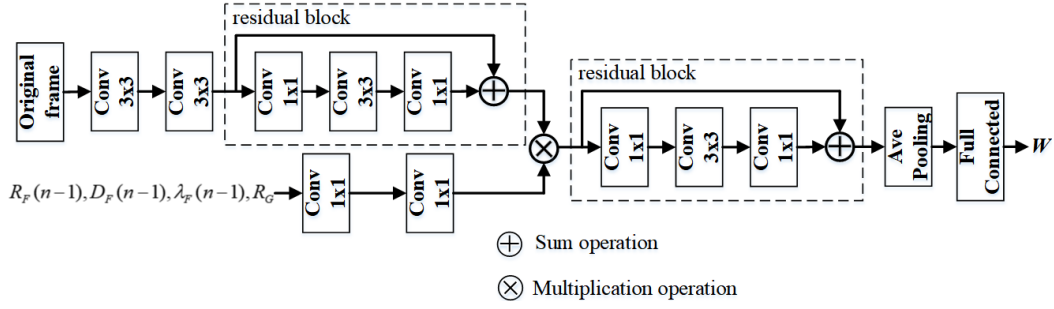 residual block
Original frame
Conv 3x3
Conv 3x3
Conv 1x1
Conv 3x3
Conv 1x1
residual block
Conv 1x1
Conv 3x3
Conv 1x1
Ave Pooling
Full Connected
W
R_F(n−1), D_F(n−1), λ_F(n−1), R_G
Conv 1x1
Conv 1x1
Sum operation
Multiplication operation